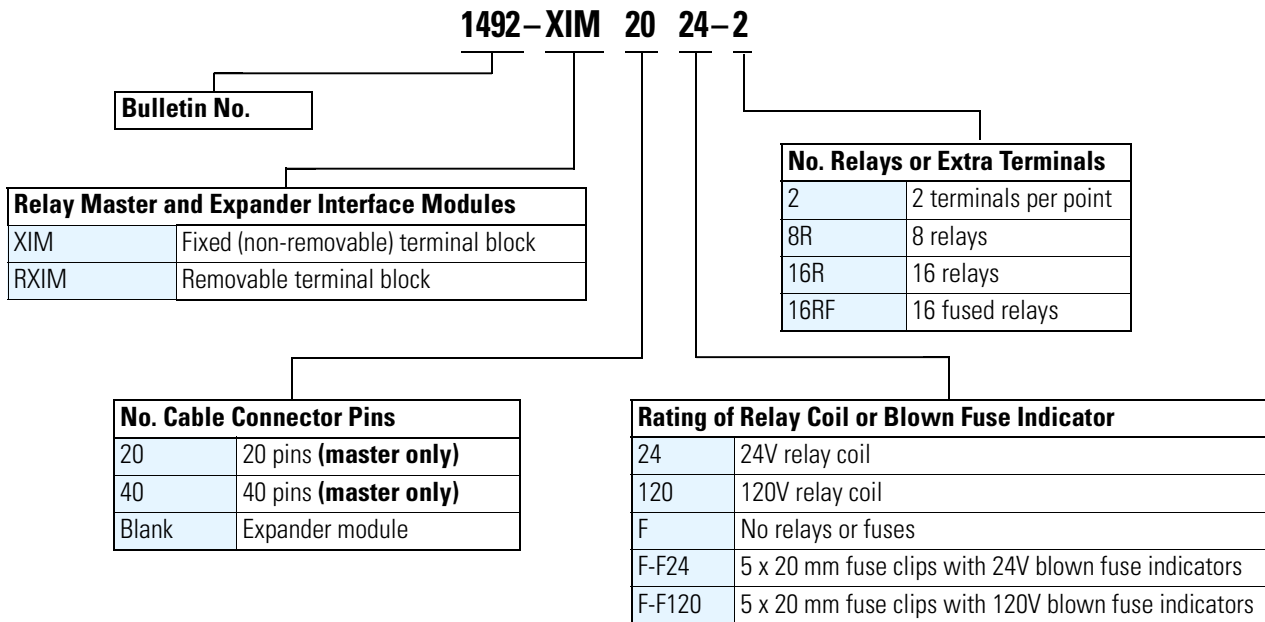 1492–XIM 20 24–2
Bulletin No.
Relay Master and Expander Interface Modules
XIM Fixed (non-removable) terminal block
RXIM Removable terminal block
No. Relays or Extra Terminals
2 2 terminals per point
8R 8 relays
16R 16 relays
16RF 16 fused relays
No. Cable Connector Pins
20 20 pins (master only)
40 40 pins (master only)
Blank Expander module
Rating of Relay Coil or Blown Fuse Indicator
24 24V relay coil
120 120V relay coil
F No relays or fuses
F-F24 5 x 20 mm fuse clips with 24V blown fuse indicators
F-F120 5 x 20 mm fuse clips with 120V blown fuse indicators